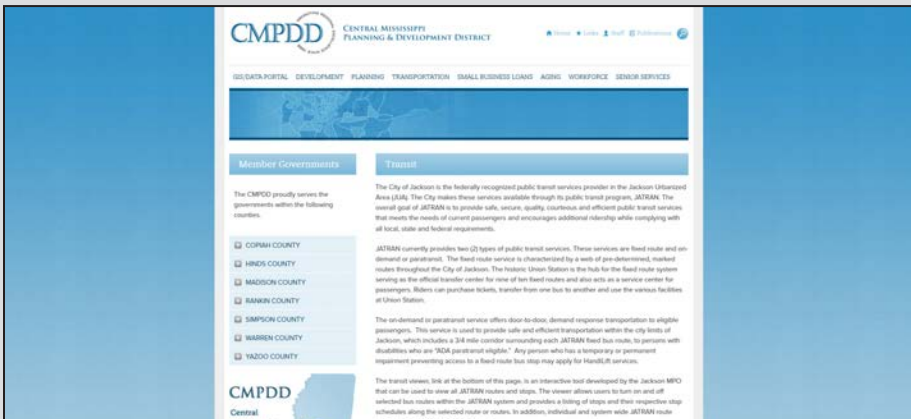 CMPDD
CENTRAL MISSISSIPPI
PLANNING & DEVELOPMENT DISTRICT
Home Links Staff Publications
GIS/DATA PORTAL DEVELOPMENT PLANNING TRANSPORTATION SMALL BUSINESS LOANS AGING WORKFORCE SENIOR SERVICES
Member Governments
The CMPDD proudly serves the
governments within the following
counties.
COPIAH COUNTY
HINDS COUNTY
MADISON COUNTY
RANKIN COUNTY
SIMPSON COUNTY
WARREN COUNTY
YAZOO COUNTY
CMPDD
Central
Transit
The City of Jackson is the federally recognized public transit services provider in the Jackson Urbanized
Area (JUA). The City makes these services available through its public transit program, JATRAN. The
overall goal of JATRAN is to provide safe, secure, quality, courteous and efficient public transit services
that meets the needs of current passengers and encourages additional ridership while complying with
all local, state and federal requirements.
JATRAN currently provides two (2) types of public transit services. These services are fixed route and on-
demand or paratransit. The fixed route service is characterized by a web of pre-determined, marked
routes throughout the City of Jackson. The historic Union Station is the hub for the fixed route system
serving as the official transfer center for nine of ten fixed routes and also acts as a service center for
passengers. Riders can purchase tickets, transfer from one bus to another and use the various facilities
at Union Station.
The on-demand or paratransit service offers door-to-door, demand response transportation to eligible
passengers. This service is used to provide safe and efficient transportation within the city limits of
Jackson, which includes a 3/4 mile corridor surrounding each JATRAN fixed bus route, to persons with
disabilities who are "ADA paratransit eligible." Any person who has a temporary or permanent
impairment preventing access to a fixed route bus stop may apply for HandiLift services.
The transit viewer, link at the bottom of this page, is an interactive tool developed by the Jackson MPO
that can be used to view all JATRAN routes and stops. The viewer allows users to turn on and off
selected bus routes within the JATRAN system and provides a listing of stops and their respective stop
schedules along the selected route or routes. In addition, individual and system wide JATRAN route